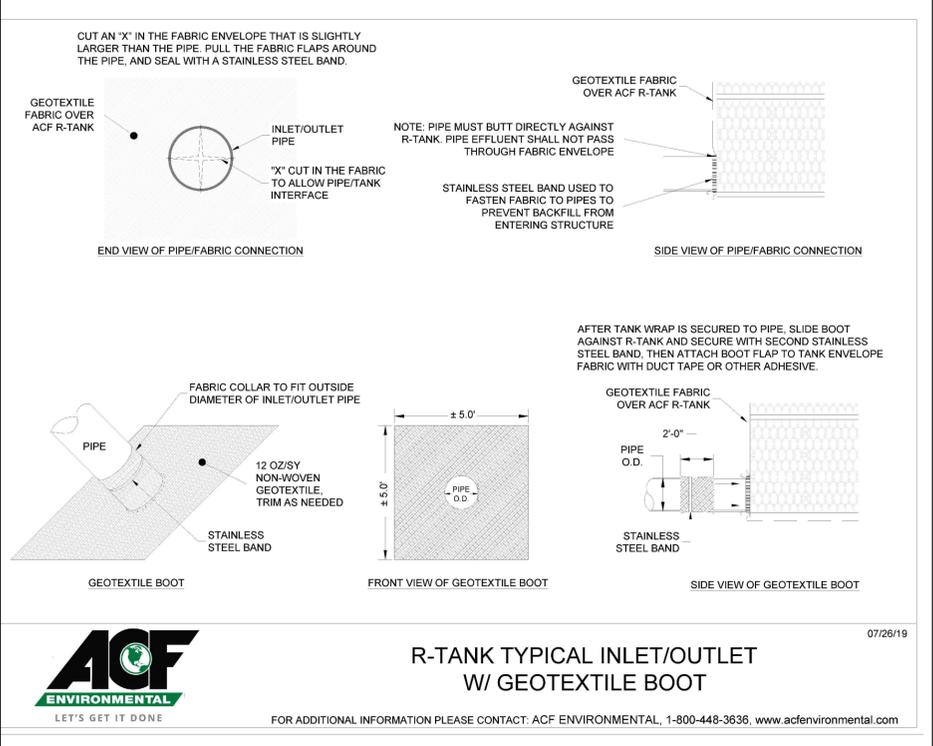 CUT AN "X" IN THE FABRIC ENVELOPE THAT IS SLIGHTLY
LARGER THAN THE PIPE. PULL THE FABRIC FLAPS AROUND
THE PIPE, AND SEAL WITH A STAINLESS STEEL BAND.
GEOTEXTILE
FABRIC OVER
ACF R-TANK
INLET/OUTLET
PIPE
"X" CUT IN THE FABRIC
TO ALLOW PIPE/TANK
INTERFACE
END VIEW OF PIPE/FABRIC CONNECTION
GEOTEXTILE FABRIC
OVER ACF R-TANK
NOTE: PIPE MUST BUTT DIRECTLY AGAINST
R-TANK. PIPE EFFLUENT SHALL NOT PASS
THROUGH FABRIC ENVELOPE
STAINLESS STEEL BAND USED TO
FASTEN FABRIC TO PIPES TO
PREVENT BACKFILL FROM
ENTERING STRUCTURE
SIDE VIEW OF PIPE/FABRIC CONNECTION
FABRIC COLLAR TO FIT OUTSIDE
DIAMETER OF INLET/OUTLET PIPE
PIPE
12 OZ/SY
NON-WOVEN
GEOTEXTILE,
TRIM AS NEEDED
STAINLESS
STEEL BAND
GEOTEXTILE BOOT
± 5.0'
± 5.0'
PIPE
O.D.
FRONT VIEW OF GEOTEXTILE BOOT
AFTER TANK WRAP IS SECURED TO PIPE, SLIDE BOOT
AGAINST R-TANK AND SECURE WITH SECOND STAINLESS
STEEL BAND, THEN ATTACH BOOT FLAP TO TANK ENVELOPE
FABRIC WITH DUCT TAPE OR OTHER ADHESIVE.
GEOTEXTILE FABRIC
OVER ACF R-TANK
2'-0"
PIPE
O.D.
STAINLESS
STEEL BAND
SIDE VIEW OF GEOTEXTILE BOOT
07/26/19
ACF
ENVIRONMENTAL
LET'S GET IT DONE
R-TANK TYPICAL INLET/OUTLET
W/ GEOTEXTILE BOOT
FOR ADDITIONAL INFORMATION PLEASE CONTACT: ACF ENVIRONMENTAL, 1-800-448-3636, www.acfenvironmental.com